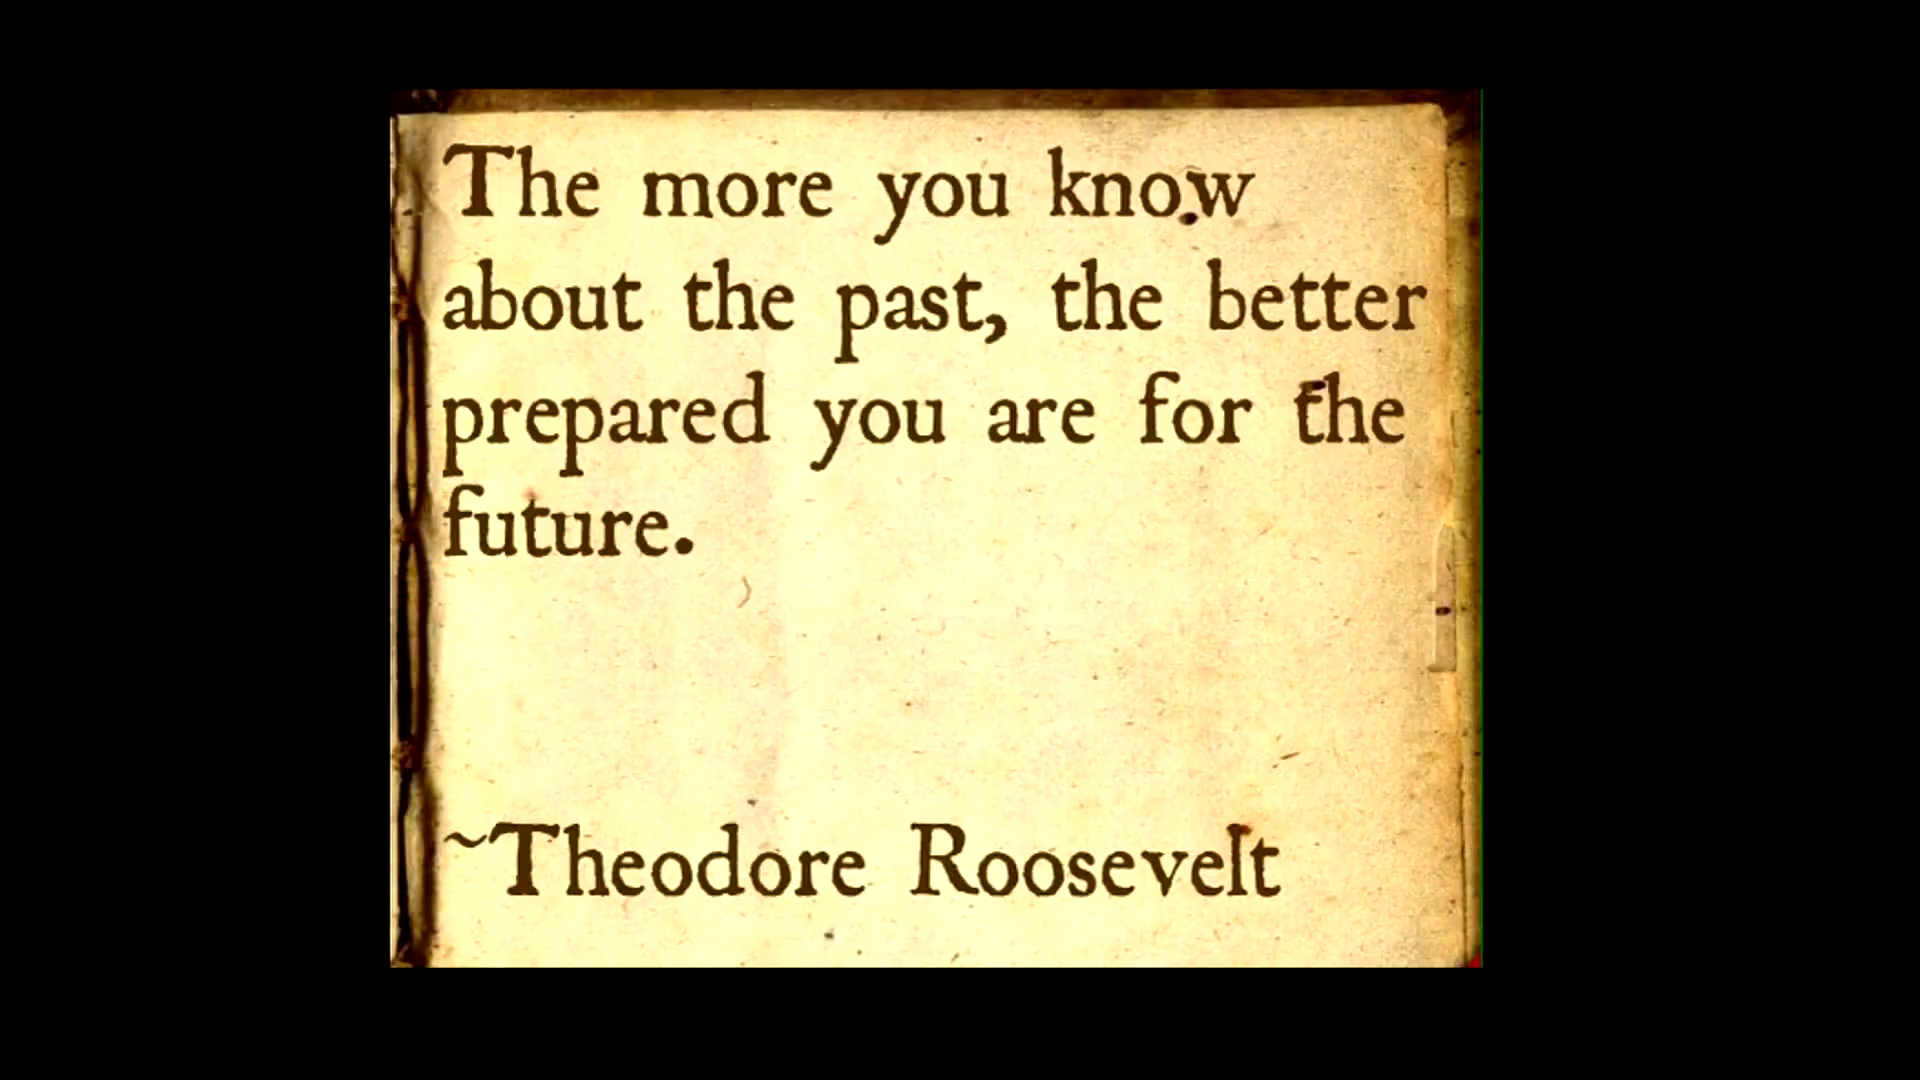 The more you know
about the past, the better
prepared you are for the
future.
~Theodore Roosevelt